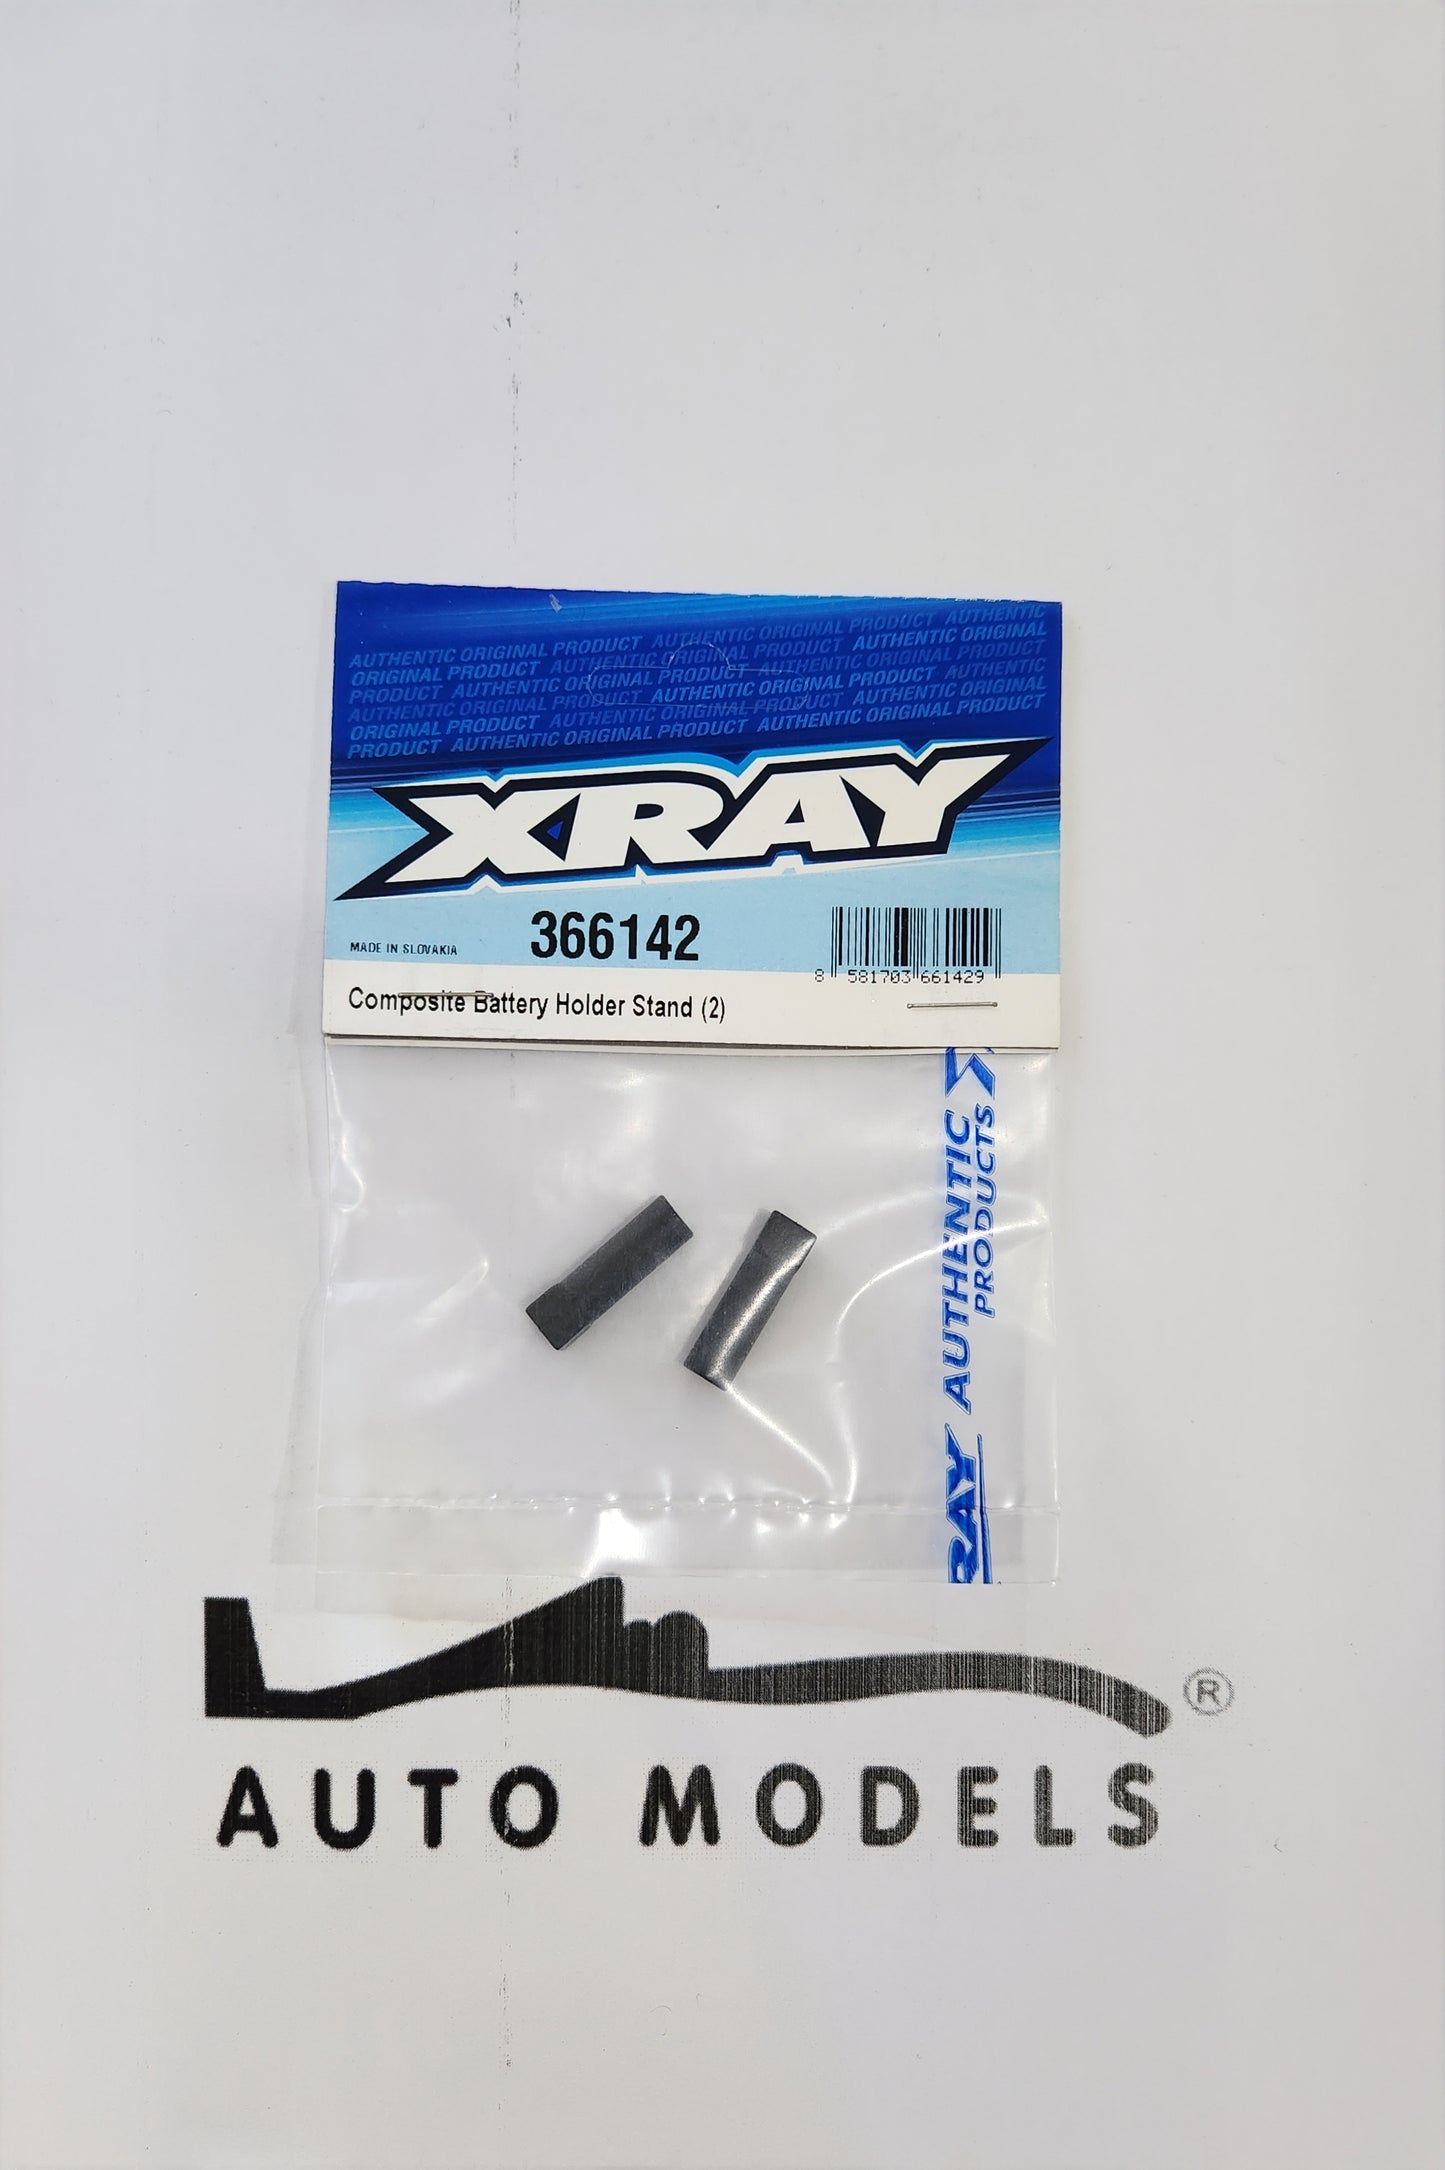 AUTHENTIC ORIGINAL PRODUCT AUTHENTIC ORIGINAL PRODUCT AUTHENTIC
ORIGINAL PRODUCT AUTHENTIC ORIGINAL PRODUCT AUTHENTIC ORIGINAL
PRODUCT AUTHENTIC ORIGINAL PRODUCT AUTHENTIC ORIGINAL PRODUCT
AUTHENTIC ORIGINAL PRODUCT AUTHENTIC ORIGINAL PRODUCT AUTHENTIC
ORIGINAL PRODUCT AUTHENTIC ORIGINAL PRODUCT AUTHENTIC ORIGINAL
PRODUCT AUTHENTIC ORIGINAL PRODUCT AUTHENTIC ORIGINAL PRODUCT
XRAY
MADE IN SLOVAKIA
366142
8 581703 661429
Composite Battery Holder Stand (2)
RAY AUTHENTIC
PRODUCTS
®
AUTO MODELS